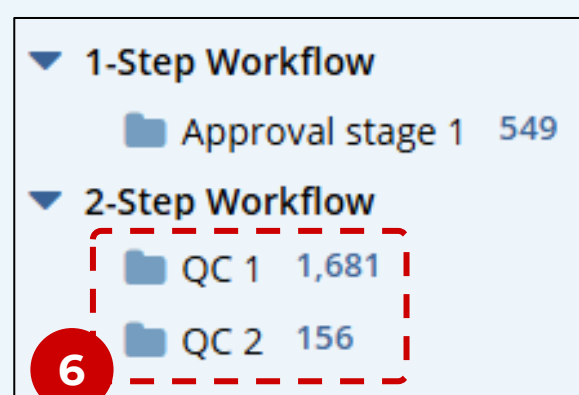 1-Step Workflow
Approval stage 1 549
2-Step Workflow
QC 1 1,681
QC 2 156
6